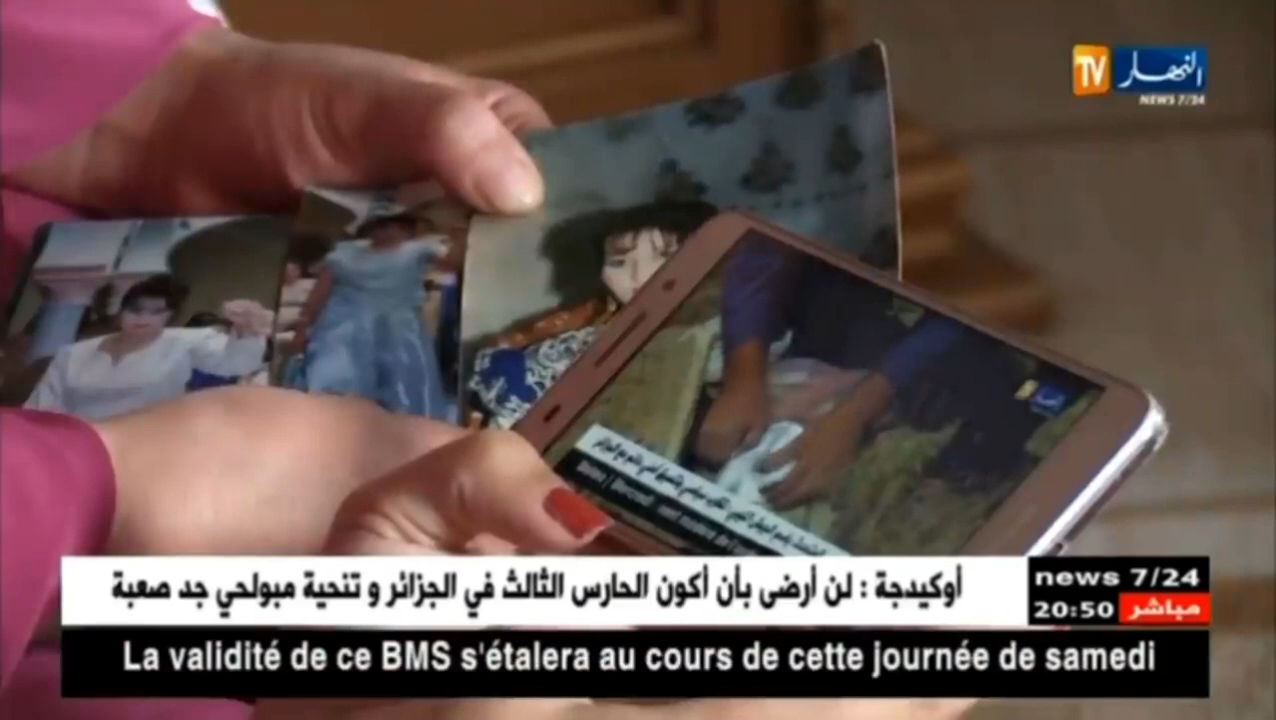 TV النهار
NEWS 7/24
أوكيدجة : لن أرضى بأن أكون الحارس الثالث في الجزائر و تنحية مبولحي جد صعبة
news 7/24
20:50 مباشر
La validité de ce BMS s'étalera au cours de cette journée de samedi